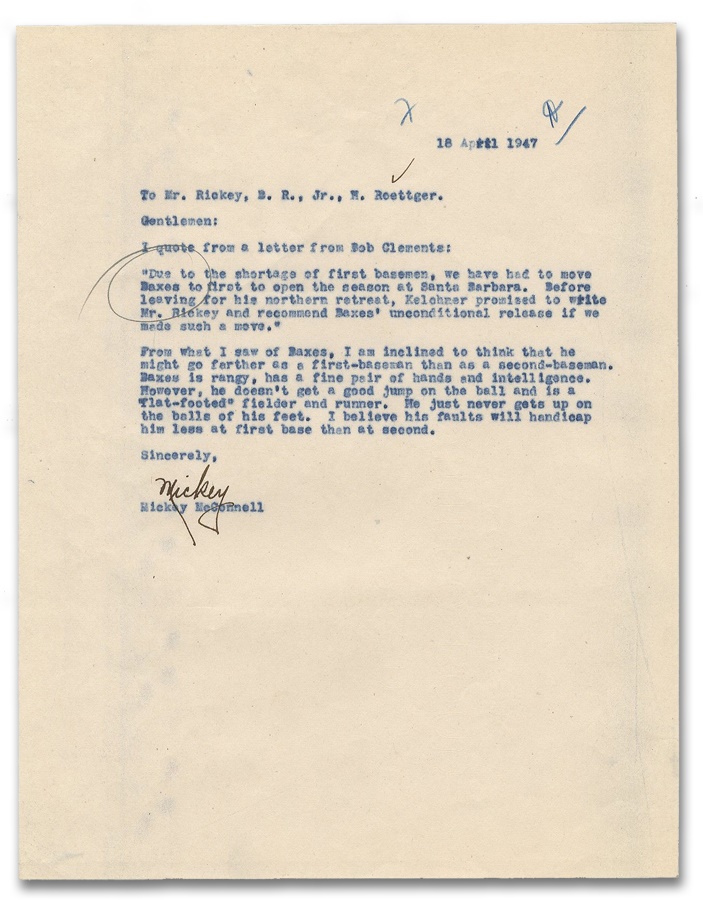 18 April 1947
To Mr. Rickey, B. R., Jr., H. Roettger.
Gentlemen:
I quote from a letter from Bob Clements:
"Due to the shortage of first basemen, we have had to move
Baxes to first to open the season at Santa Barbara. Before
leaving for his northern retreat, Kelchner promised to write
Mr. Rickey and recommend Baxes' unconditional release if we
made such a move."
From what I saw of Baxes, I am inclined to think that he
might go farther as a first-baseman than as a second-baseman.
Baxes is rangy, has a fine pair of hands and intelligence.
However, he doesn't get a good jump on the ball and is a
"flat-footed" fielder and runner. He just never gets up on
the balls of his feet. I believe his faults will handicap
him less at first base than at second.
Sincerely,
Mickey
Mickey McConnell